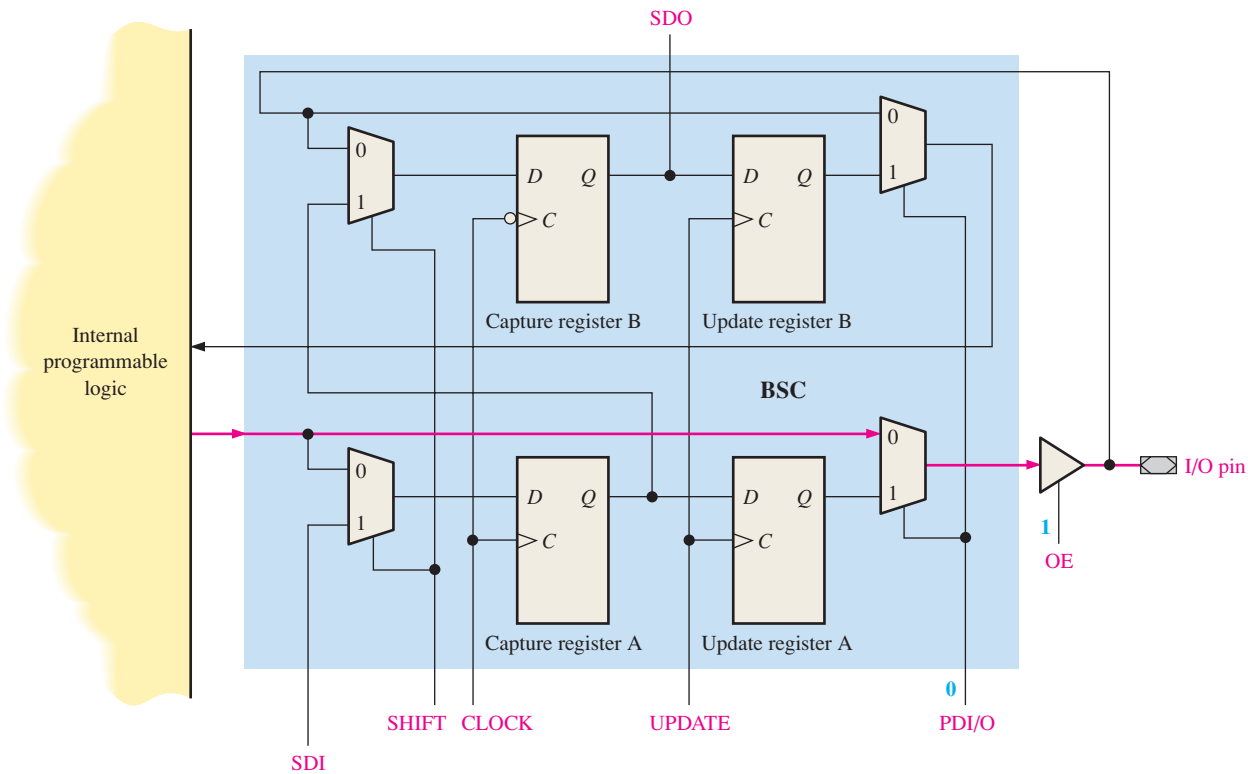 SDO
0
1
D
Q
C
D
Q
C
0
1
Capture register B
Update register B
Internal
programmable
logic
BSC
0
1
D
Q
C
D
Q
C
0
1
I/O pin
1
OE
Capture register A
Update register A
0
SHIFT
CLOCK
UPDATE
PDI/O
SDI